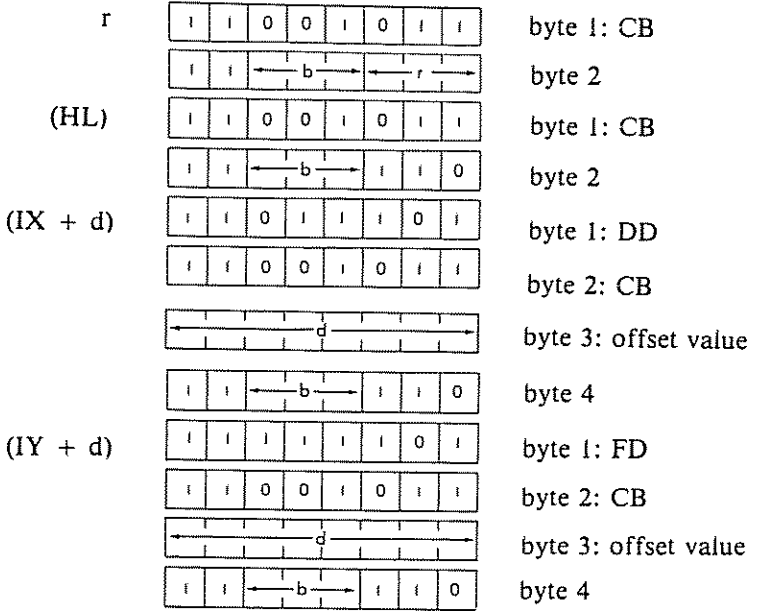 r 1 1 0 0 1 0 1 1 byte 1: CB
1 1 b r byte 2
(HL) 1 1 0 0 1 0 1 1 byte 1: CB
1 1 b 1 1 0 byte 2
(IX + d) 1 1 0 1 1 1 0 1 byte 1: DD
1 1 0 0 1 0 1 1 byte 2: CB
d byte 3: offset value
1 1 b 1 1 0 byte 4
(IY + d) 1 1 1 1 1 1 0 1 byte 1: FD
1 1 0 0 1 0 1 1 byte 2: CB
d byte 3: offset value
1 1 b 1 1 0 byte 4